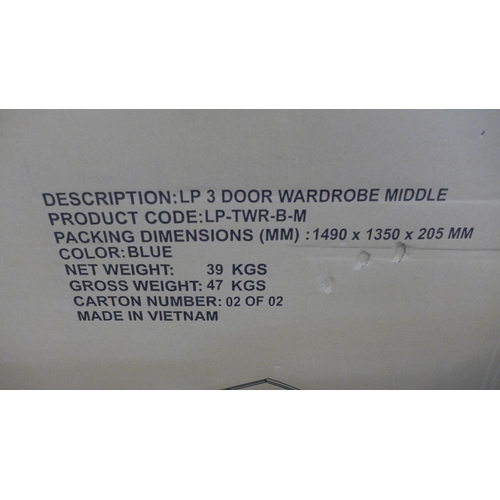 DESCRIPTION:LP 3 DOOR WARDROBE MIDDLE
PRODUCT CODE:LP-TWR-B-M
PACKING DIMENSIONS (MM) :1490 x 1350 x 205 MM
COLOR:BLUE
NET WEIGHT: 39 KGS
GROSS WEIGHT: 47 KGS
CARTON NUMBER: 02 OF 02
MADE IN VIETNAM